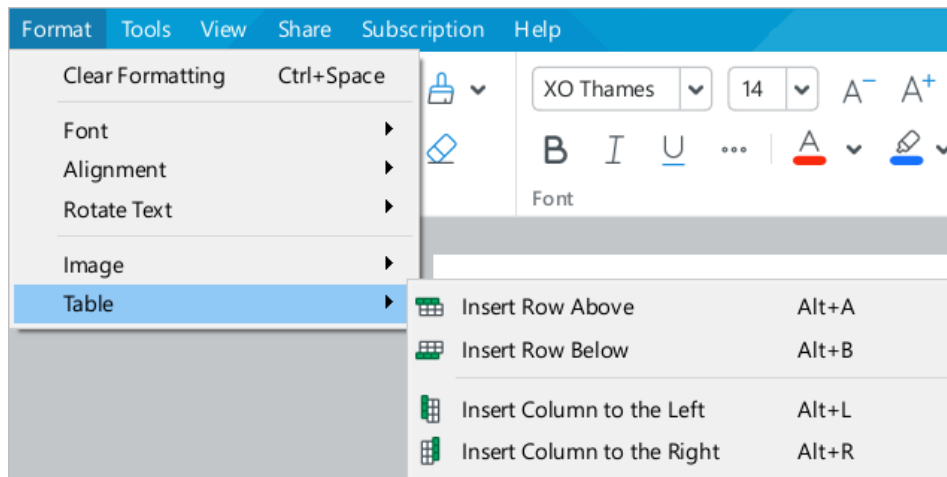 Format Tools View Share Subscription Help
Clear Formatting Ctrl+Space
XO Thames 14 A− A+
Font
Alignment
B I U A
Rotate Text
Font
Image
Table
Insert Row Above Alt+A
Insert Row Below Alt+B
Insert Column to the Left Alt+L
Insert Column to the Right Alt+R